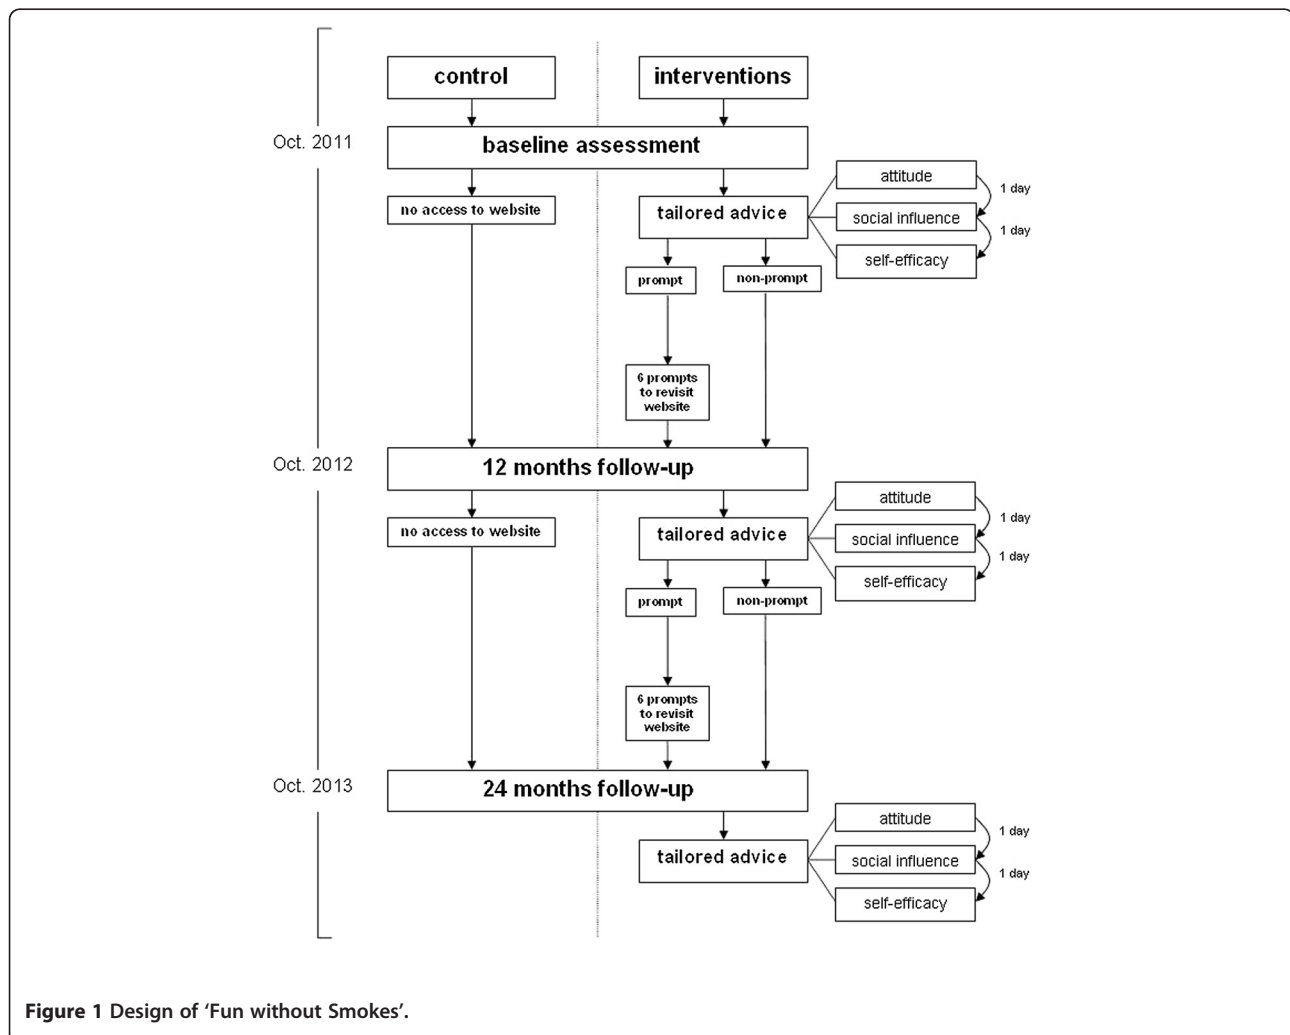 control
interventions
Oct. 2011
baseline assessment
no access to website
tailored advice
attitude
1 day
social influence
1 day
self-efficacy
prompt
non-prompt
6 prompts
to revisit
website
Oct. 2012
12 months follow-up
no access to website
tailored advice
attitude
1 day
social influence
1 day
self-efficacy
prompt
non-prompt
6 prompts
to revisit
website
Oct. 2013
24 months follow-up
tailored advice
attitude
1 day
social influence
1 day
self-efficacy
Figure 1 Design of ‘Fun without Smokes’.